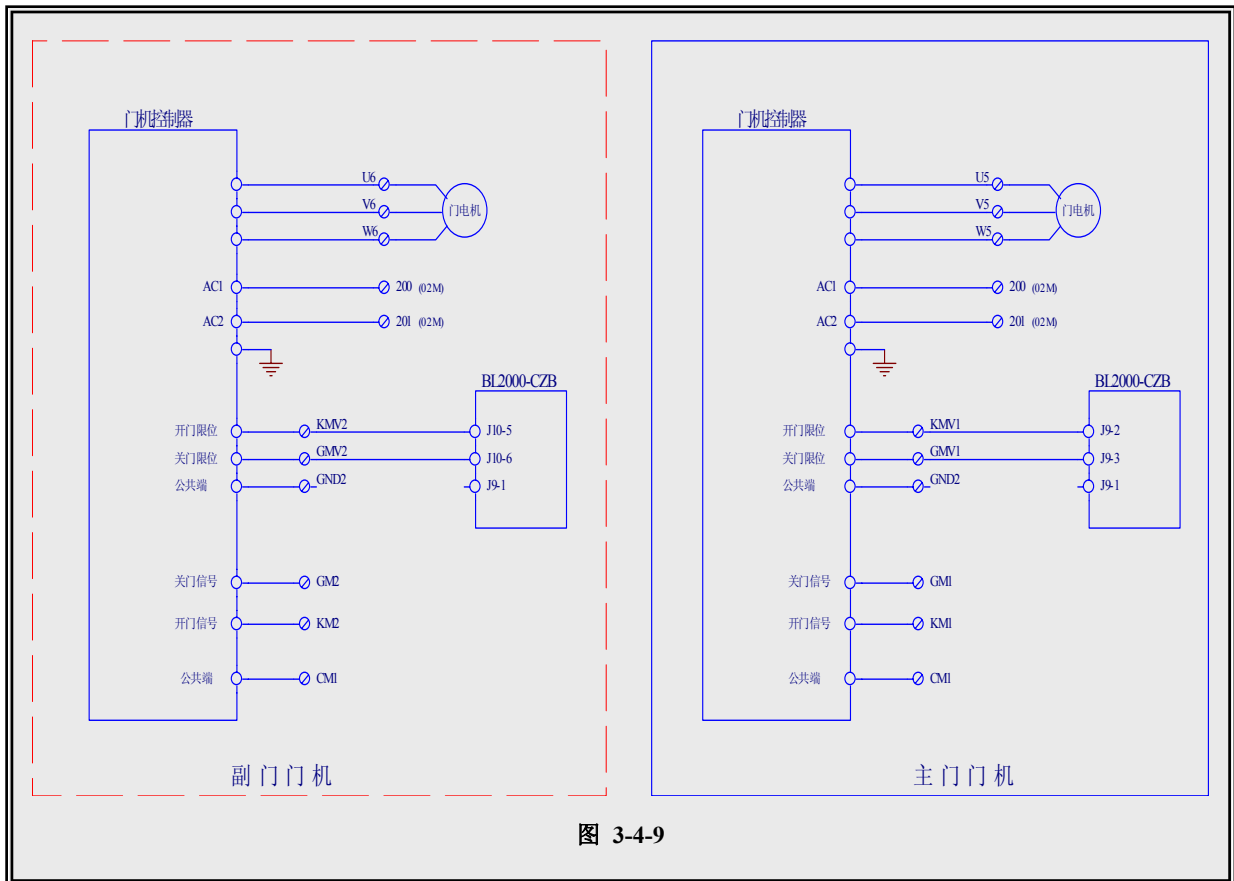 门机控制器
U6
V6
门电机
W6
AC1
200 (02M)
AC2
201 (02M)
BL2000-CZB
开门限位
KMV2
J10-5
关门限位
GMV2
J10-6
公共端
GND2
J9-1
关门信号
GM2
开门信号
KM2
公共端
CM1
副门门机
门机控制器
U5
V5
门电机
W5
AC1
200 (02M)
AC2
201 (02M)
BL2000-CZB
开门限位
KMV1
J9-2
关门限位
GMV1
J9-3
公共端
GND2
J9-1
关门信号
GM1
开门信号
KM1
公共端
CM1
主门门机
图 3-4-9